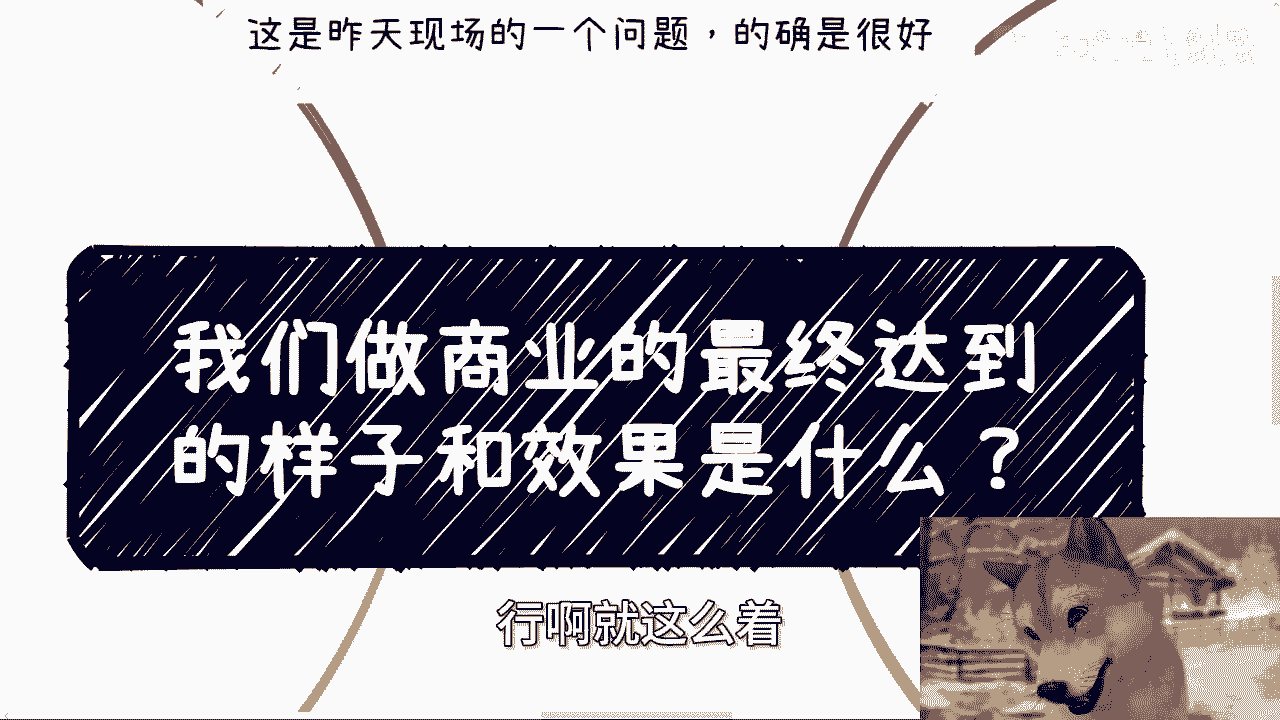 这是昨天现场的一个问题，的确是很好
我们做商业的最终达到
的样子和效果是什么？
行啊就这么着